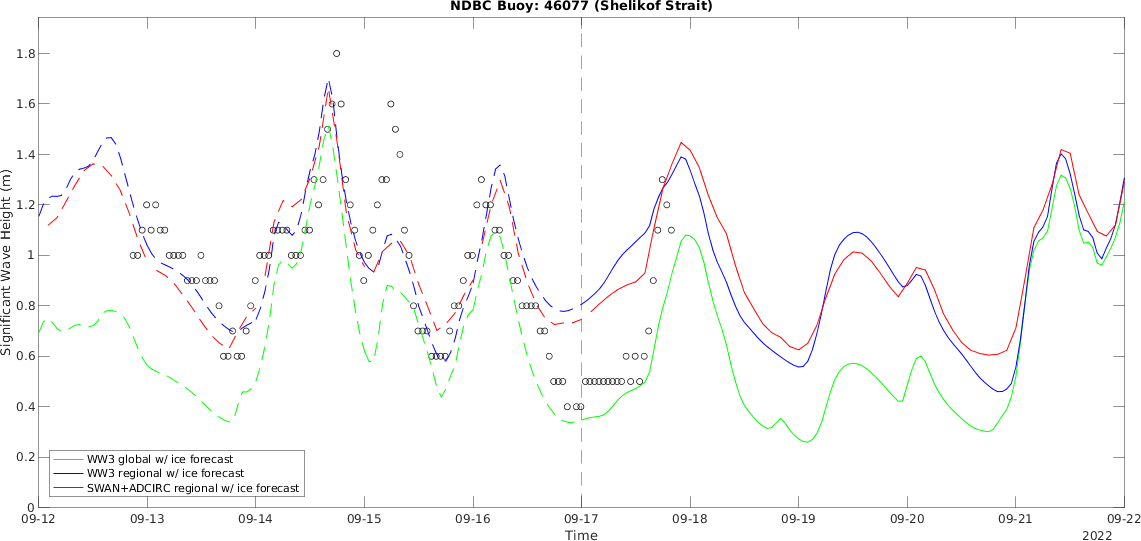 NDBC Buoy: 46077 (Shelikof Strait)
Significant Wave Height (m)
1.8
1.6
1.4
1.2
1
0.8
0.6
0.4
0.2
0
WW3 global w/ ice forecast
WW3 regional w/ ice forecast
SWAN+ADCIRC regional w/ ice forecast
09-12 09-13 09-14 09-15 09-16 09-17 09-18 09-19 09-20 09-21 09-22
Time 2022